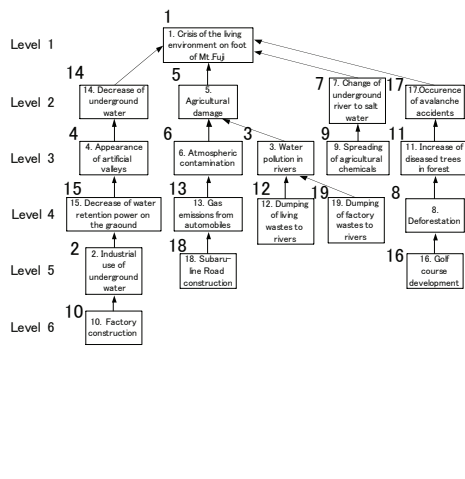 1
Level 1
1. Crisis of the living
environment on foot
of Mt.Fuji
14
5
7
17
Level 2
14. Decrease of
underground
water
5.
Agricultural
damage
7. Change of
underground
river to salt
water
17.Occurence of
avalanche
accidents
4
6
3
9
11
Level 3
4. Appearance
of artificial
valleys
6. Atmospheric
contamination
3. Water
pollution in
rivers
9. Spreading
of agricultural
chemicals
11. Increase of
diseased trees
in forest
15
13
12
19
8
Level 4
15. Decrease of water
retention power on
the graound
13. Gas
emissions from
automobiles
12. Dumping
of living
wastes to
rivers
19. Dumping
of factory
wastes to
rivers
8.
Deforestation
2
18
16
Level 5
2. Industrial
use of
underground
water
18. Subaru-
line Road
construction
16. Golf
course
development
10
Level 6
10. Factory
construction